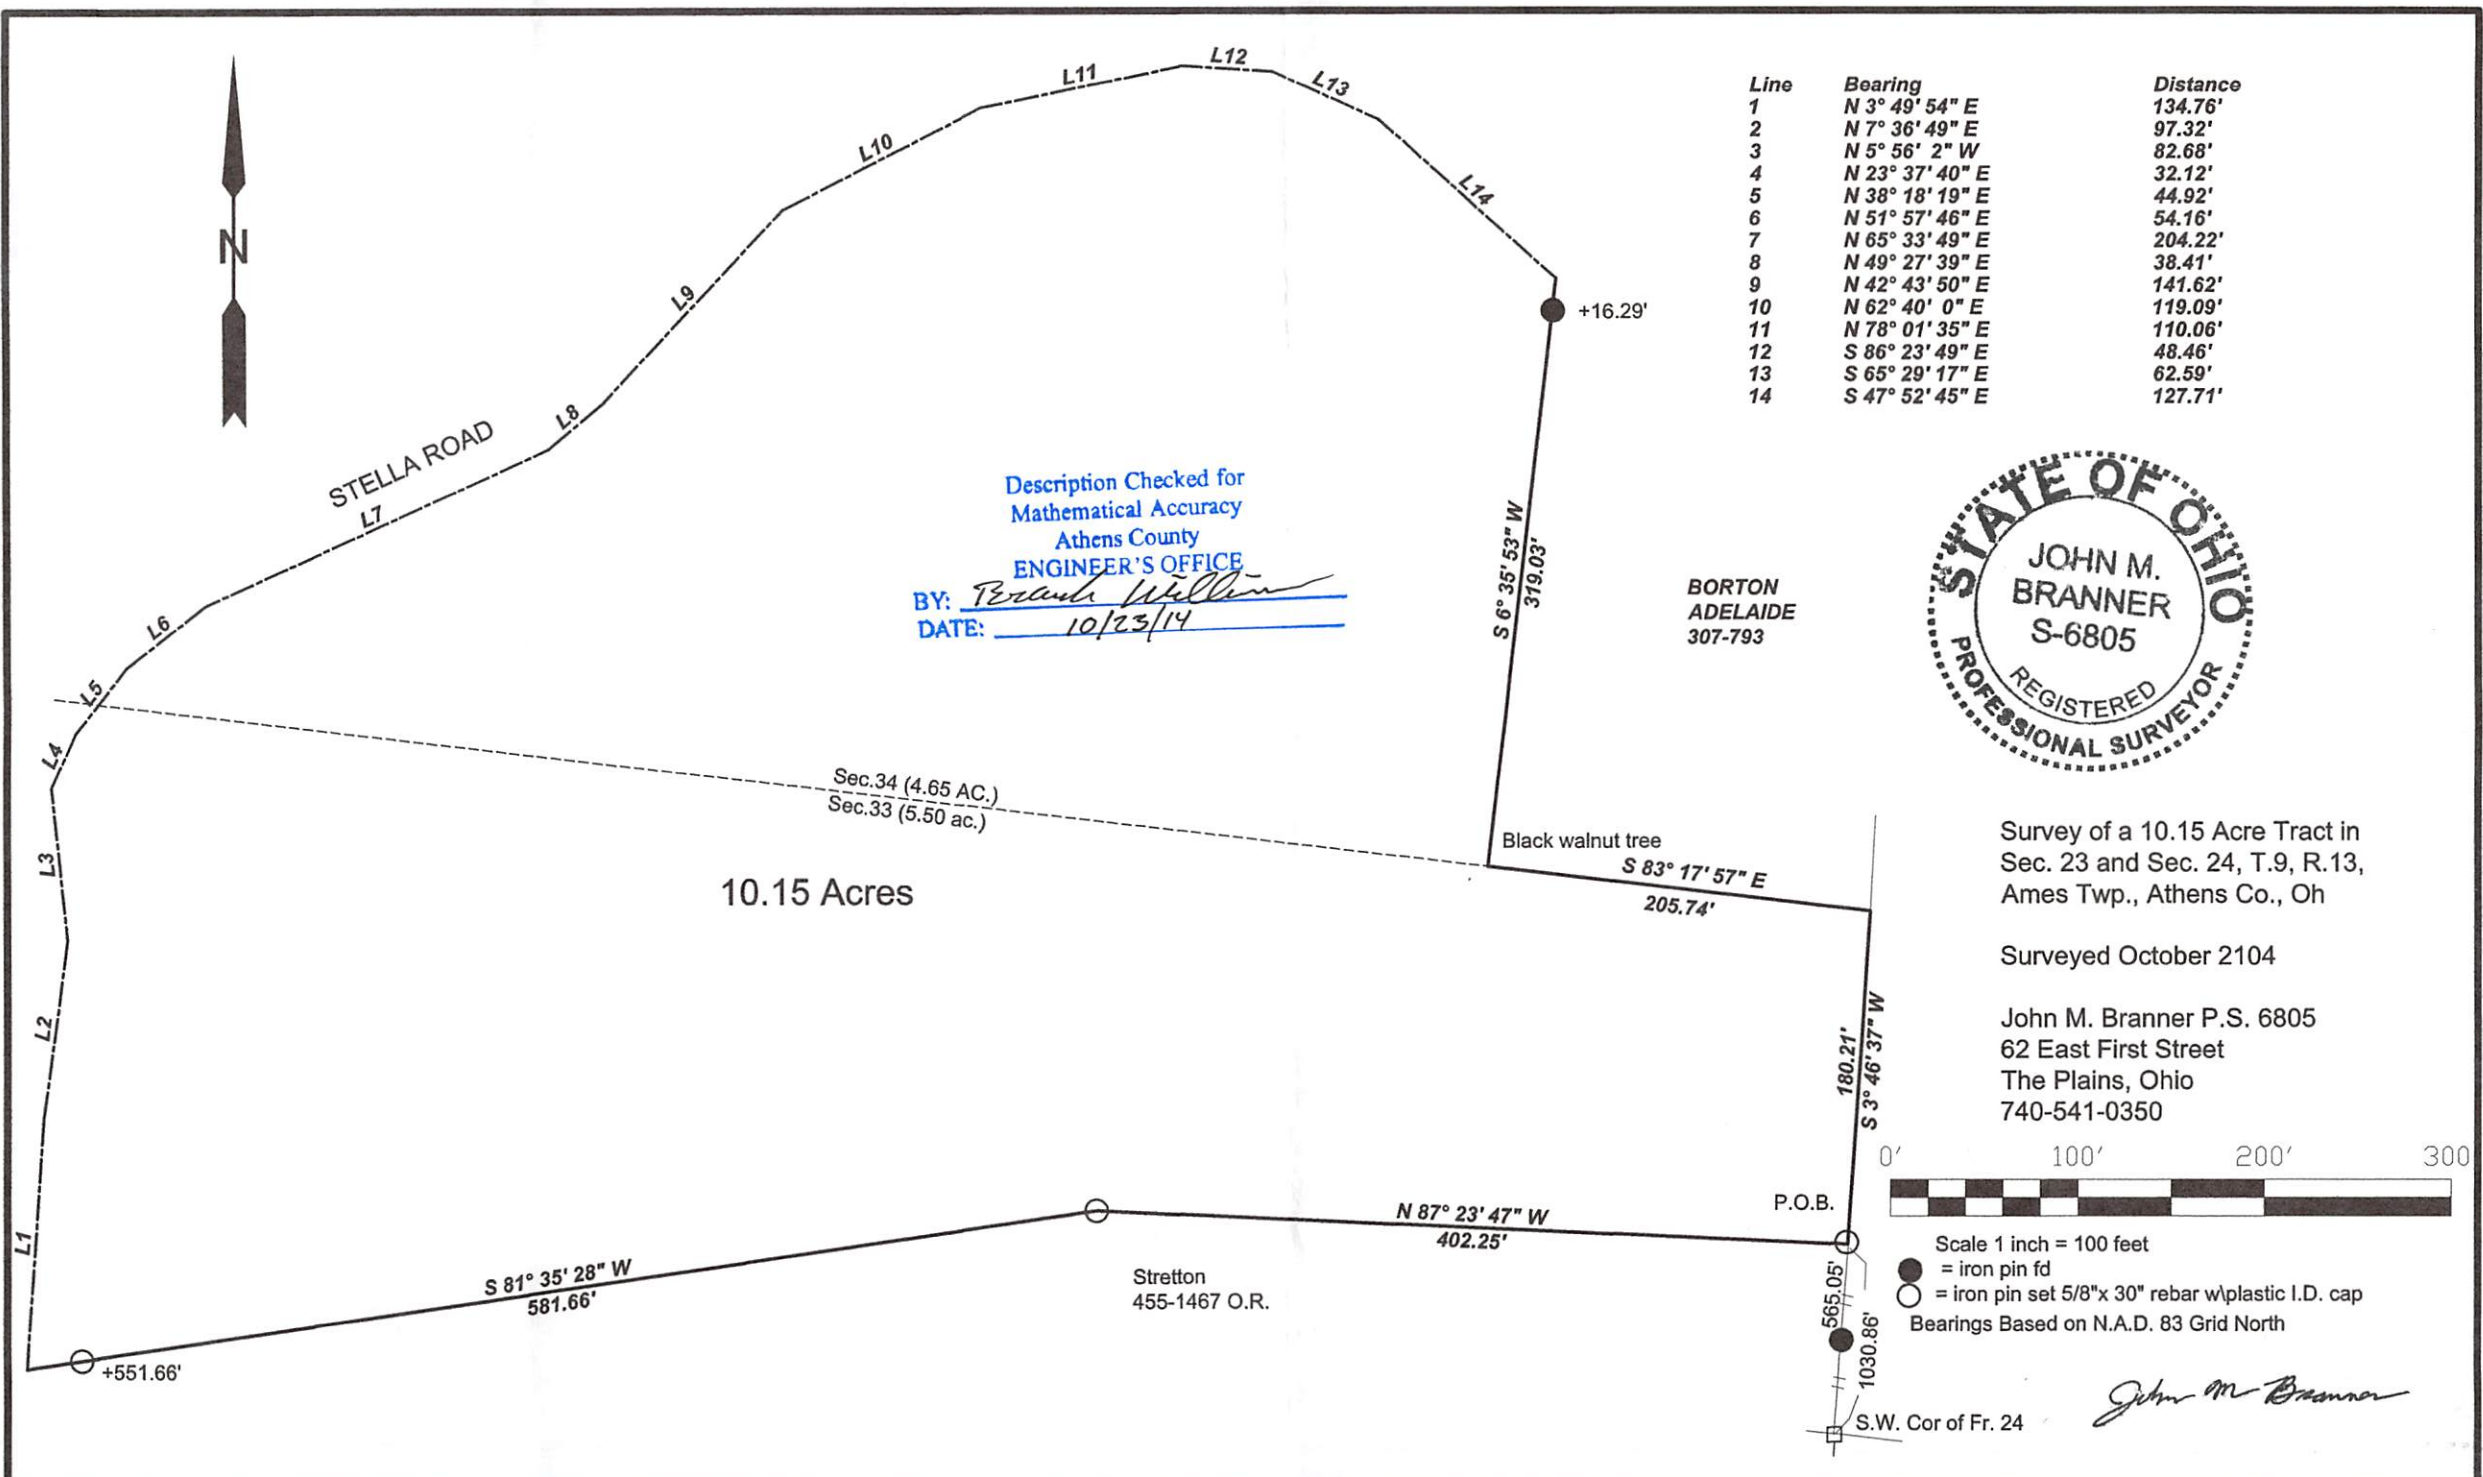 L12
L11
L13
L10
L14
L9
N
+16.29'
L8
STELLA ROAD
L7
L6
L5
L4
L3
L2
L1
Line Bearing Distance
1 N 3° 49' 54" E 134.76'
2 N 7° 36' 49" E 97.32'
3 N 5° 56' 2" W 82.68'
4 N 23° 37' 40" E 32.12'
5 N 38° 18' 19" E 44.92'
6 N 51° 57' 46" E 54.16'
7 N 65° 33' 49" E 204.22'
8 N 49° 27' 39" E 38.41'
9 N 42° 43' 50" E 141.62'
10 N 62° 40' 0" E 119.09'
11 N 78° 01' 35" E 110.06'
12 S 86° 23' 49" E 48.46'
13 S 65° 29' 17" E 62.59'
14 S 47° 52' 45" E 127.71'
Description Checked for
Mathematical Accuracy
Athens County
ENGINEER'S OFFICE
BY:
DATE: 10/23/14
S 6° 35' 53" W
319.03'
BORTON
ADELAIDE
307-793
STATE OF OHIO
JOHN M.
BRANNER
S-6805
REGISTERED
PROFESSIONAL SURVEYOR
Sec.34 (4.65 AC.)
Sec.33 (5.50 ac.)
10.15 Acres
Black walnut tree
S 83° 17' 57" E
205.74'
180.21'
S 3° 46' 37" W
Survey of a 10.15 Acre Tract in
Sec. 23 and Sec. 24, T.9, R.13,
Ames Twp., Athens Co., Oh
Surveyed October 2104
John M. Branner P.S. 6805
62 East First Street
The Plains, Ohio
740-541-0350
0' 100' 200' 300
P.O.B.
N 87° 23' 47" W
402.25'
S 81° 35' 28" W
581.66'
+551.66'
Stretton
455-1467 O.R.
565.05'
1030.86'
Scale 1 inch = 100 feet
= iron pin fd
= iron pin set 5/8"x 30" rebar w\plastic I.D. cap
Bearings Based on N.A.D. 83 Grid North
S.W. Cor of Fr. 24
John M Branner